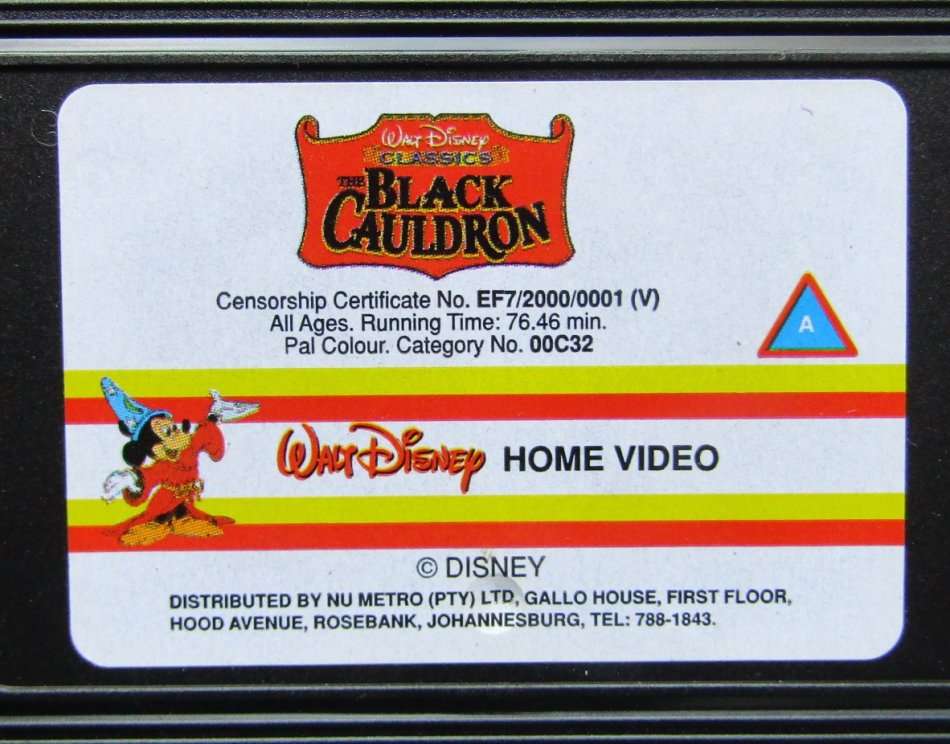 WALT DISNEY
CLASSICS
THE BLACK
CAULDRON
Censorship Certificate No. EF7/2000/0001 (V)
All Ages. Running Time: 76.46 min.
Pal Colour. Category No. 00C32
A
WALT DISNEY HOME VIDEO
© DISNEY
DISTRIBUTED BY NU METRO (PTY) LTD, GALLO HOUSE, FIRST FLOOR,
HOOD AVENUE, ROSEBANK, JOHANNESBURG, TEL: 788-1843.